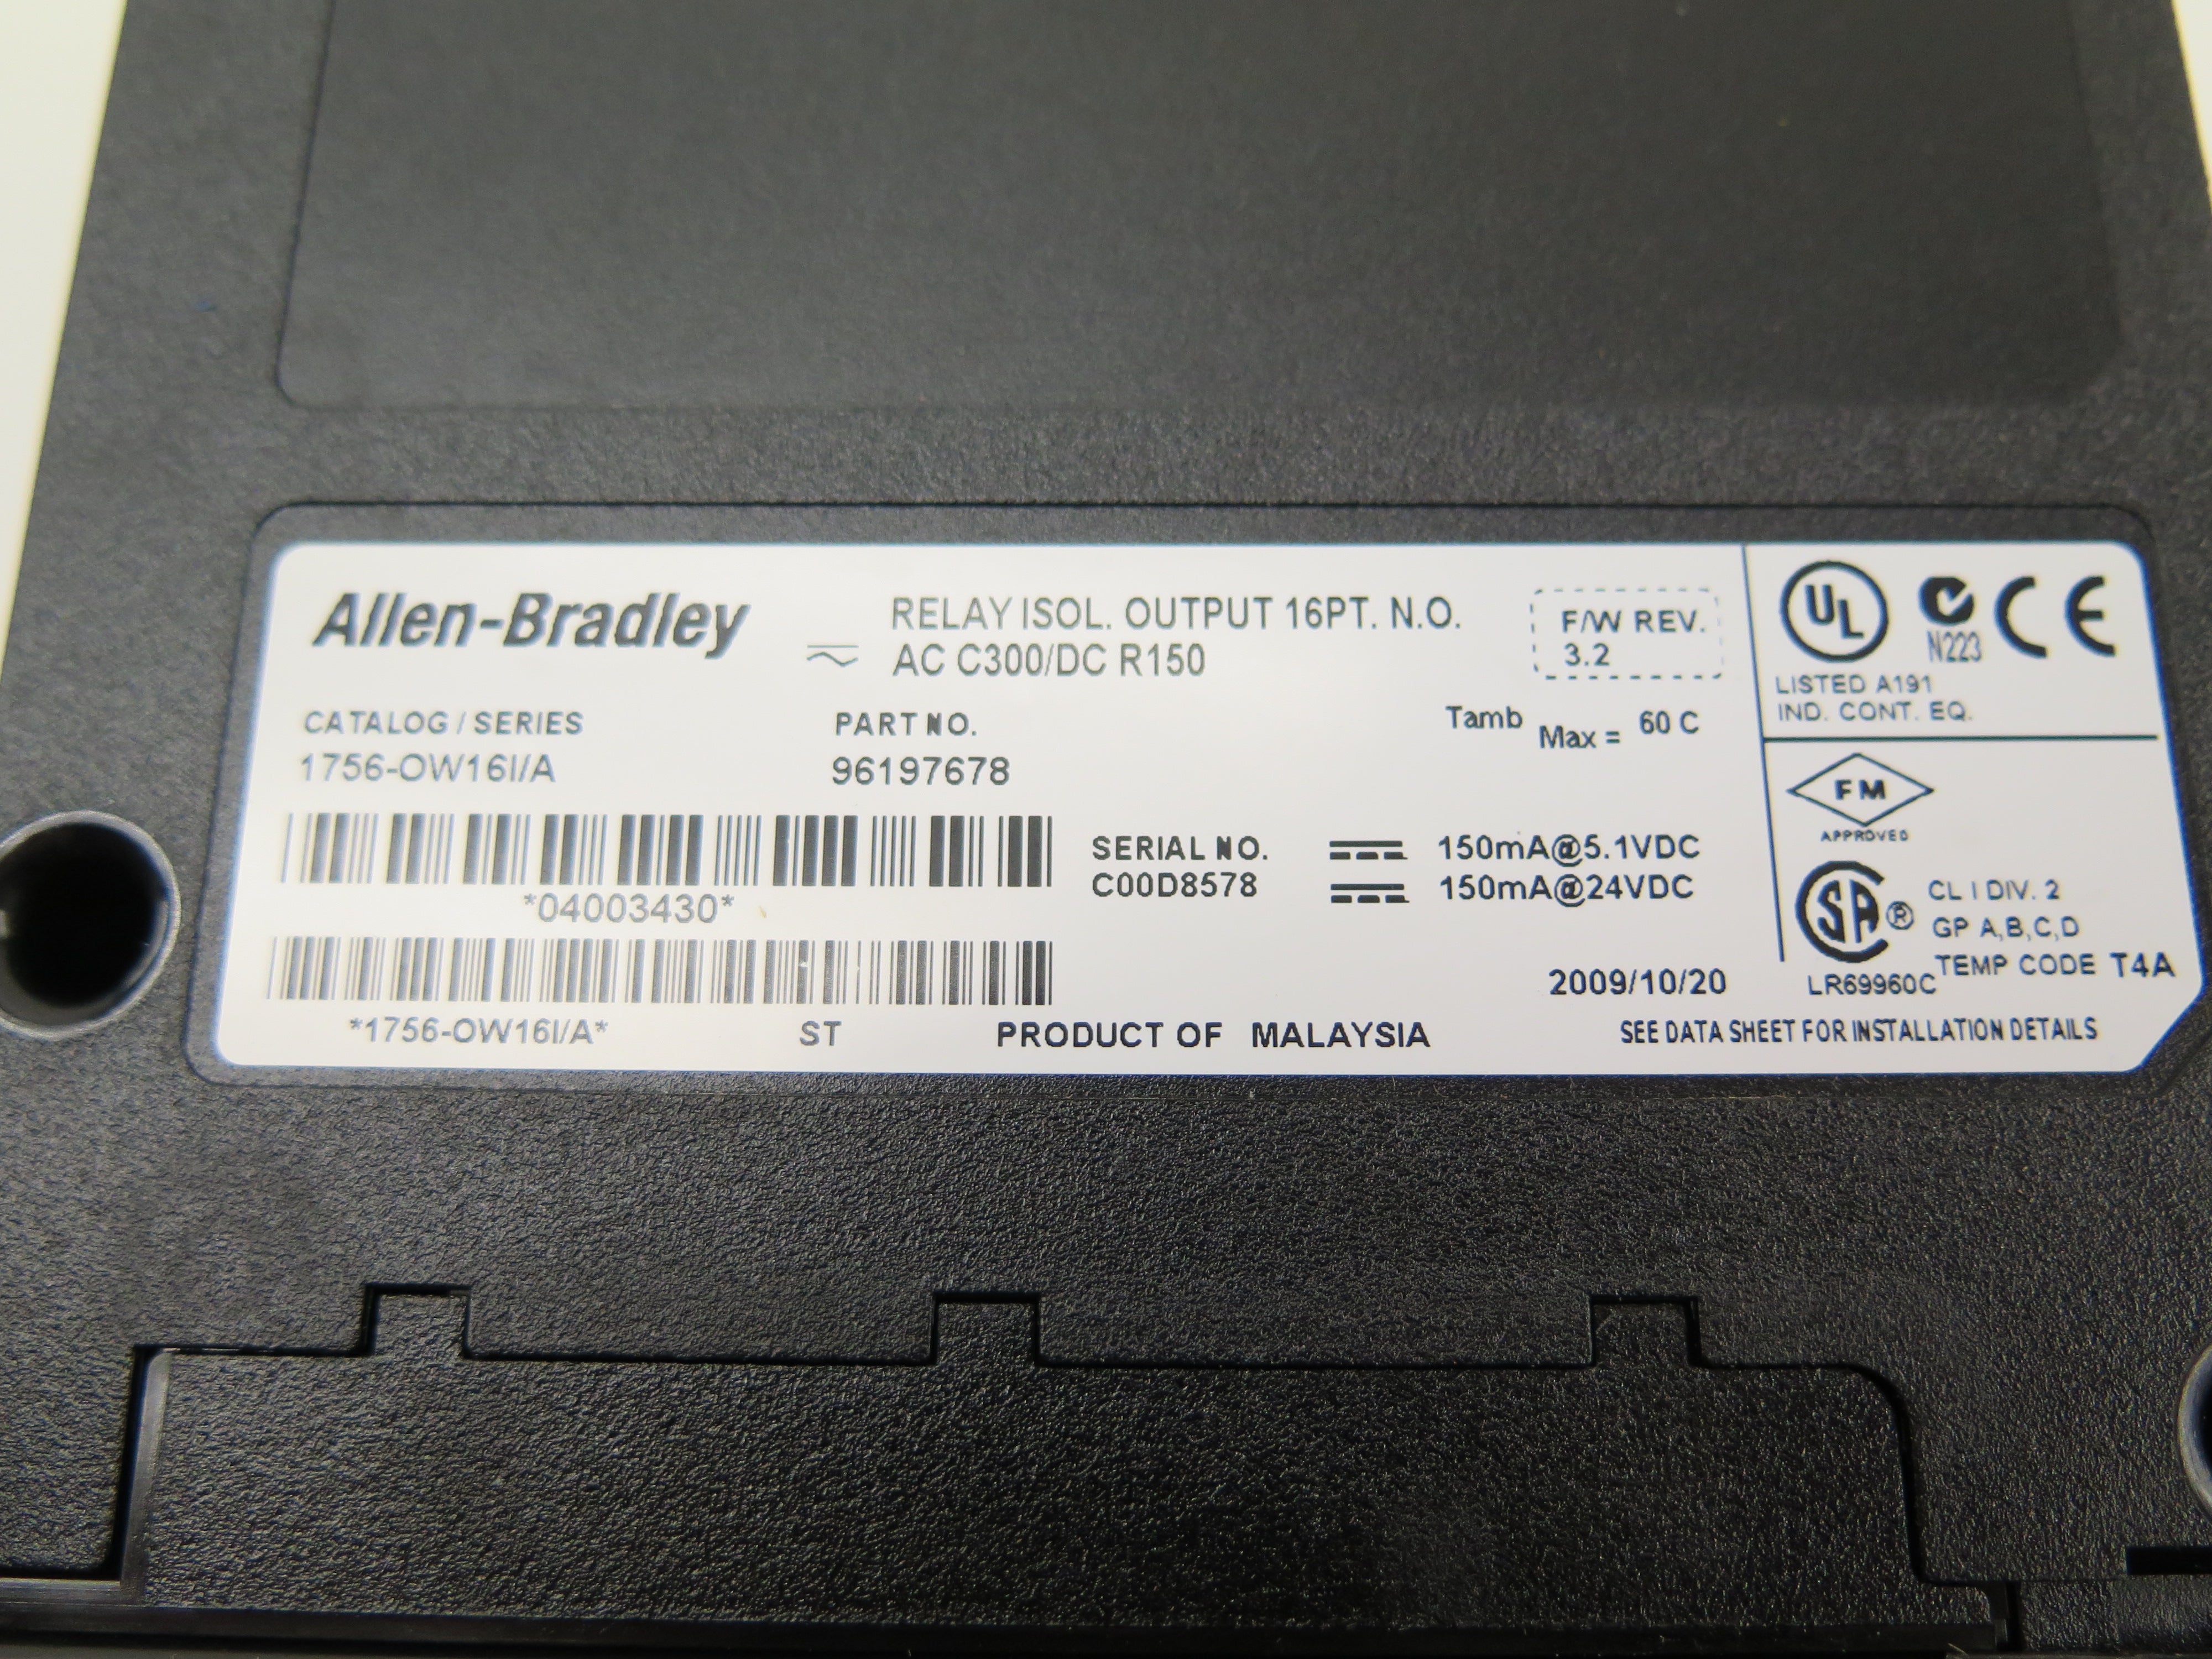 Allen-Bradley
RELAY ISOL. OUTPUT 16PT. N.O.
AC C300/DC R150
F/W REV.
3.2
CATALOG / SERIES
1756-OW16I/A
PART NO.
96197678
Tamb Max = 60 C
*04003430*
SERIAL NO.
C00D8578
150mA@5.1VDC
150mA@24VDC
*1756-OW16I/A*
ST
PRODUCT OF MALAYSIA
2009/10/20
UL
N223
CE
LISTED A191
IND. CONT. EQ.
FM
APPROVED
SA®
CL I DIV. 2
GP A,B,C,D
TEMP CODE T4A
LR69960C
SEE DATA SHEET FOR INSTALLATION DETAILS